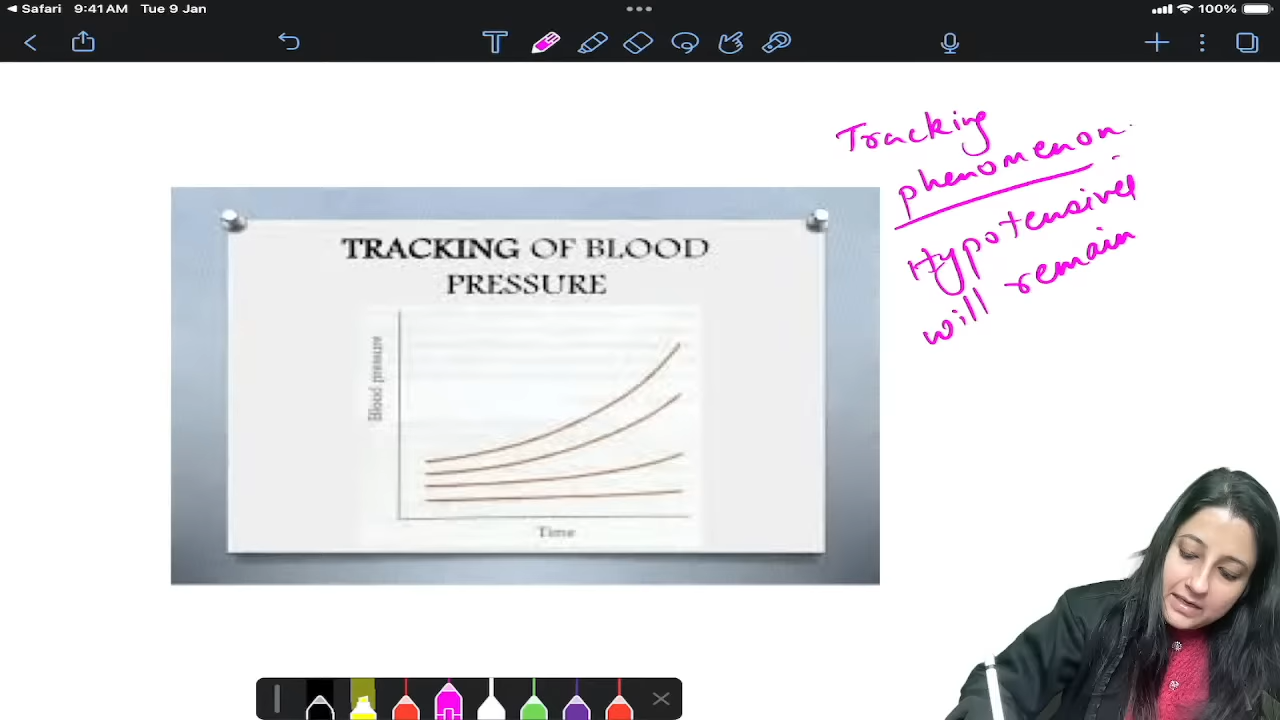 Safari 9:41 AM Tue 9 Jan
100%
TRACKING OF BLOOD
PRESSURE
Blood pressure
Time
Tracking
phenomenon
Hypotensives
will remain